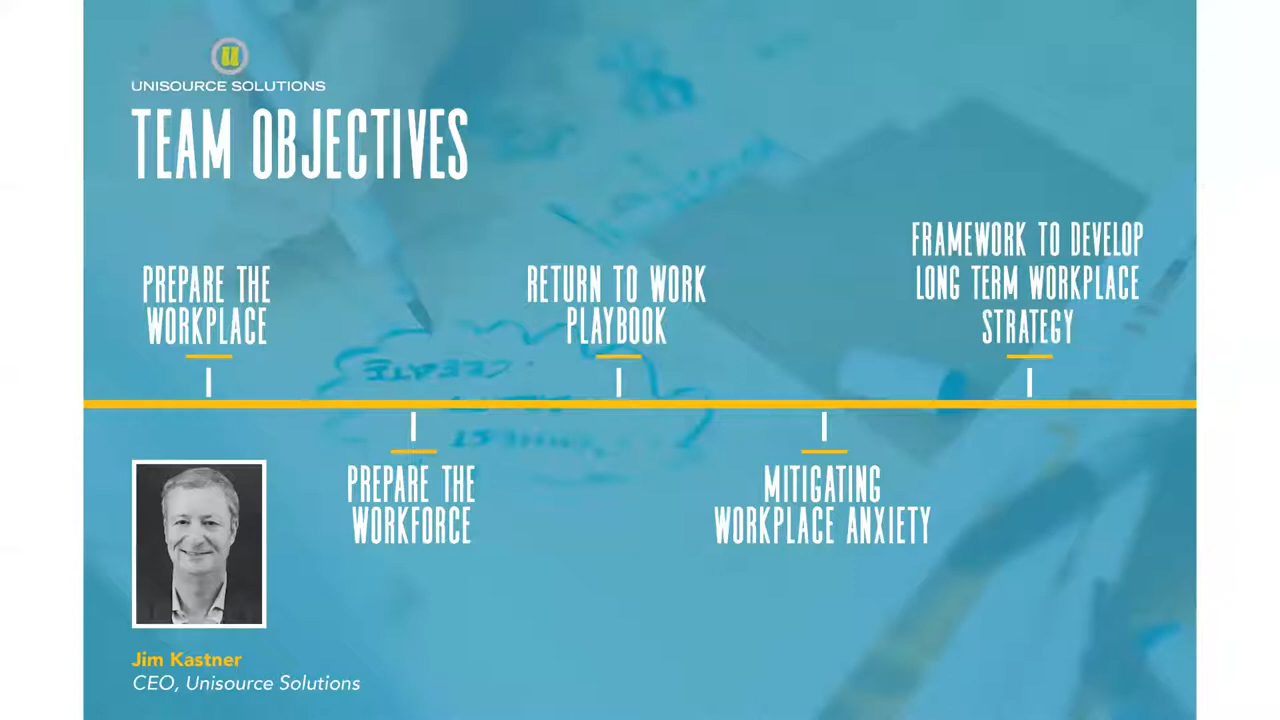 UNISOURCE SOLUTIONS
TEAM OBJECTIVES
PREPARE THE
WORKPLACE
PREPARE THE
WORKFORCE
RETURN TO WORK
PLAYBOOK
MITIGATING
WORKPLACE ANXIETY
FRAMEWORK TO DEVELOP
LONG TERM WORKPLACE
STRATEGY
CREATE
Jim Kastner
CEO, Unisource Solutions